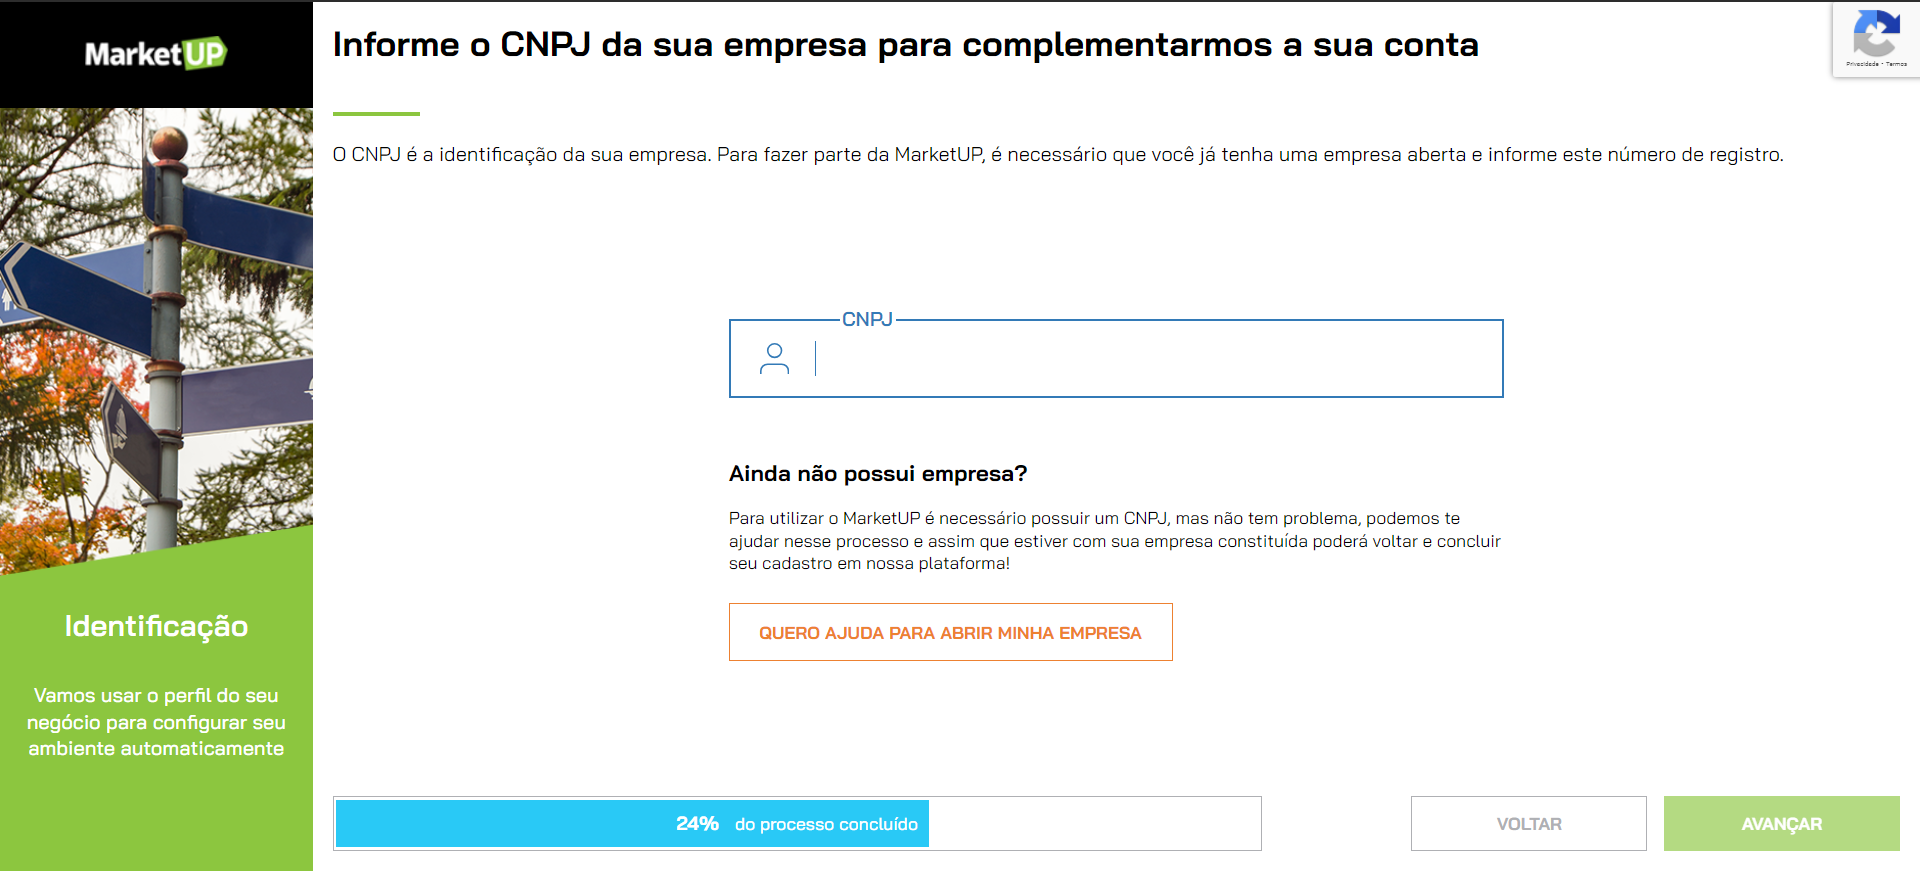 MarketUP
Informe o CNPJ da sua empresa para complementarmos a sua conta
Privacidade • Termos
O CNPJ é a identificação da sua empresa. Para fazer parte da MarketUP, é necessário que você já tenha uma empresa aberta e informe este número de registro.
CNPJ
Ainda não possui empresa?
Para utilizar o MarketUP é necessário possuir um CNPJ, mas não tem problema, podemos te
ajudar nesse processo e assim que estiver com sua empresa constituída poderá voltar e concluir
seu cadastro em nossa plataforma!
QUERO AJUDA PARA ABRIR MINHA EMPRESA
Identificação
Vamos usar o perfil do seu
negócio para configurar seu
ambiente automaticamente
24% do processo concluído
VOLTAR
AVANÇAR